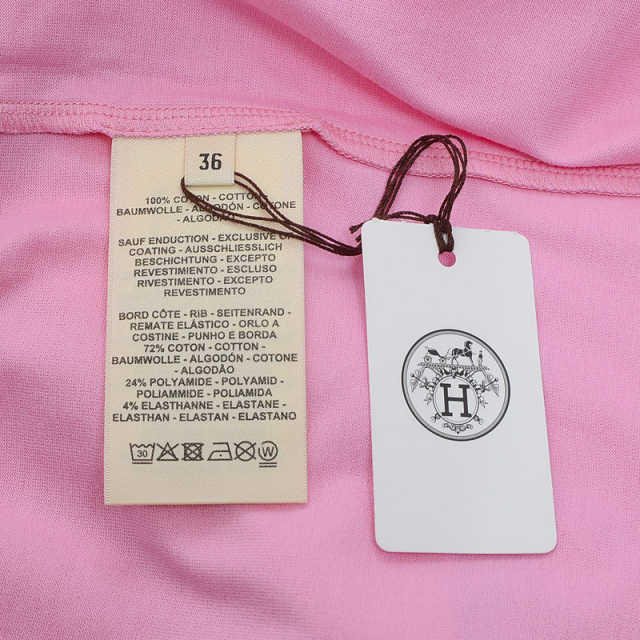 36
100% COTON - COTTON -
BAUMWOLLE - ALGODÓN - COTONE
- ALGODÃO
SAUF ENDUCTION - EXCLUSIVE OF
COATING - AUSSCHLIESSLICH
BESCHICHTUNG - EXCEPTO
REVESTIMIENTO - ESCLUSO
RIVESTIMENTO - EXCEPTO
REVESTIMENTO
BORD CÔTE - RIB - SEITENRAND -
REMATE ELÁSTICO - ORLO A
COSTINE - PUNHO E BORDA
72% COTON - COTTON -
BAUMWOLLE - ALGODÓN - COTONE
- ALGODÃO
24% POLYAMIDE - POLYAMID -
POLIAMMIDE - POLIAMIDA
4% ELASTHANNE - ELASTANE -
ELASTHAN - ELASTAN - ELASTANO
30 W
H